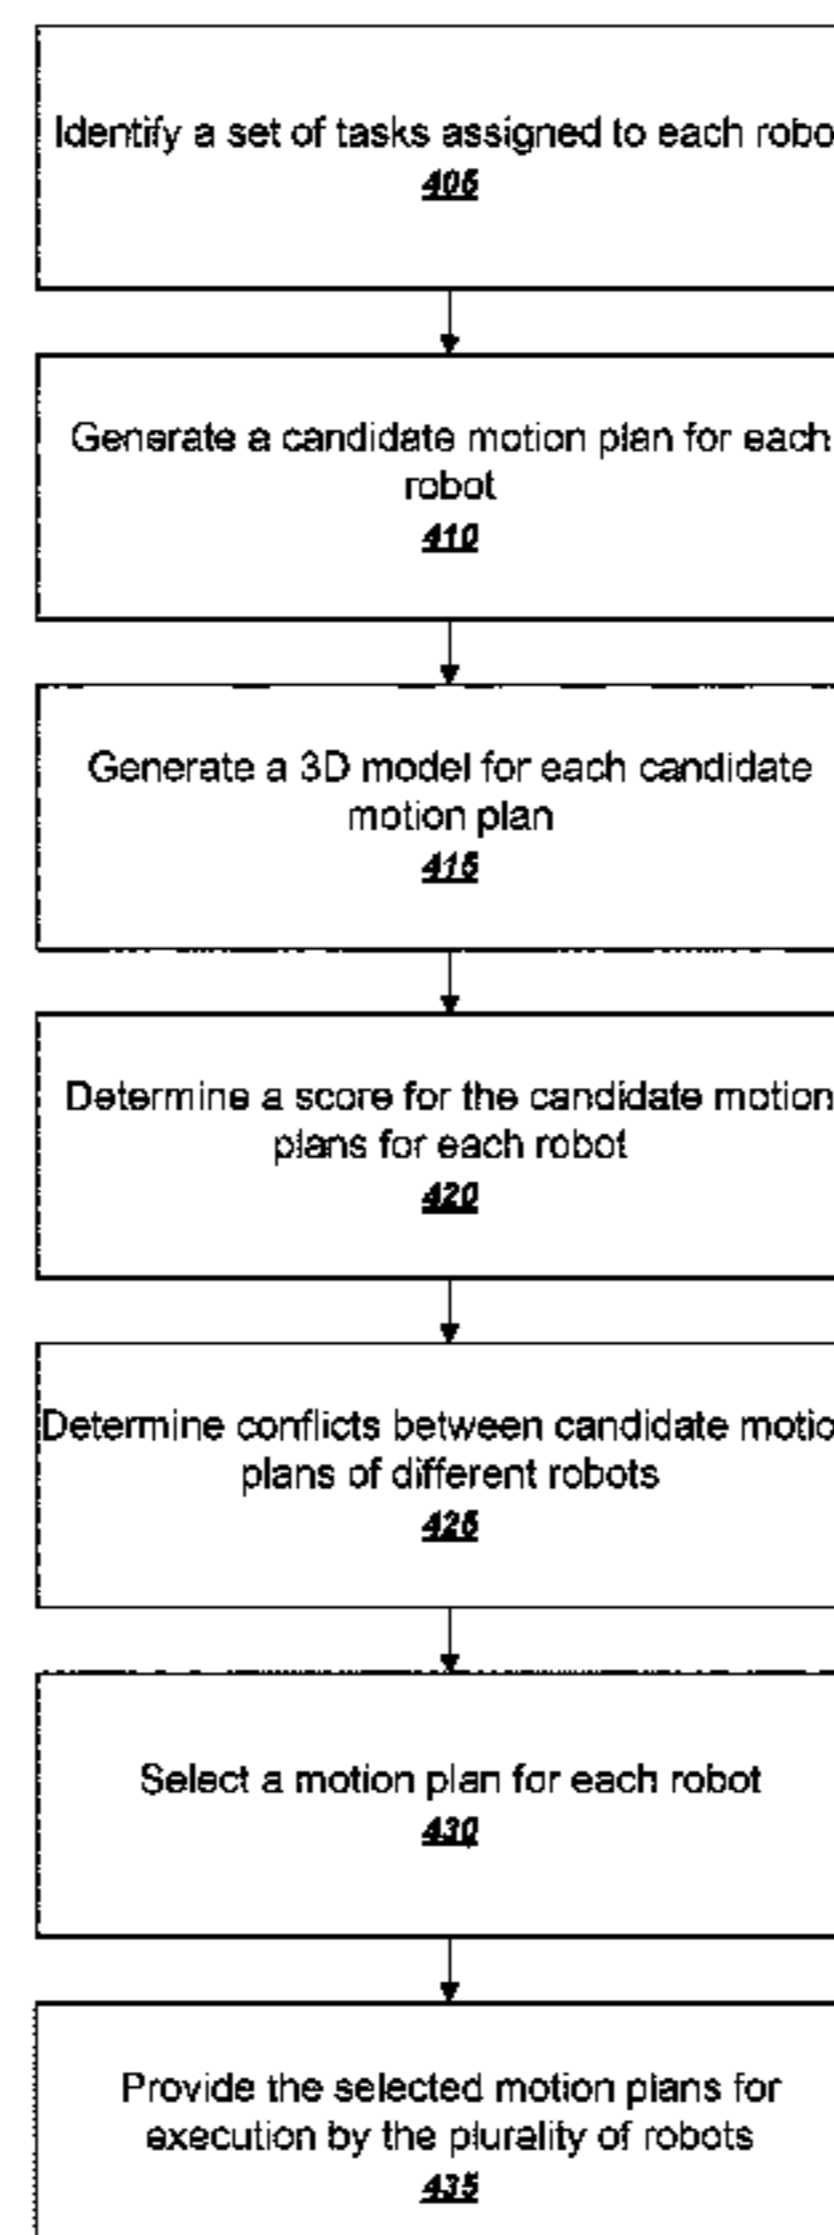 Identify a set of tasks assigned to each robo
405
Generate a candidate motion plan for each
robot
410
Generate a 3D model for each candidate
motion plan
415
Determine a score for the candidate motion
plans for each robot
420
Determine conflicts between candidate motio
plans of different robots
425
Select a motion plan for each robot
430
Provide the selected motion plans for
execution by the plurality of robots
435